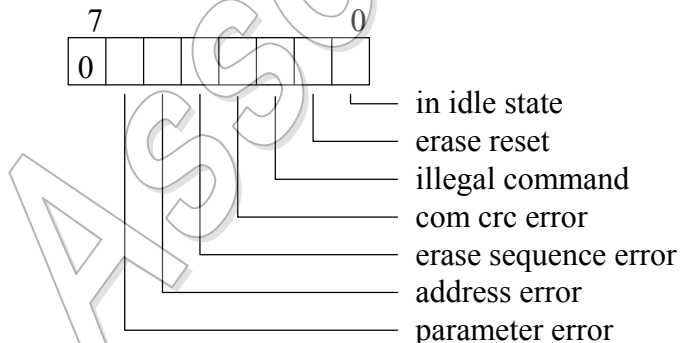 7 0
0
in idle state
erase reset
illegal command
com crc error
erase sequence error
address error
parameter error